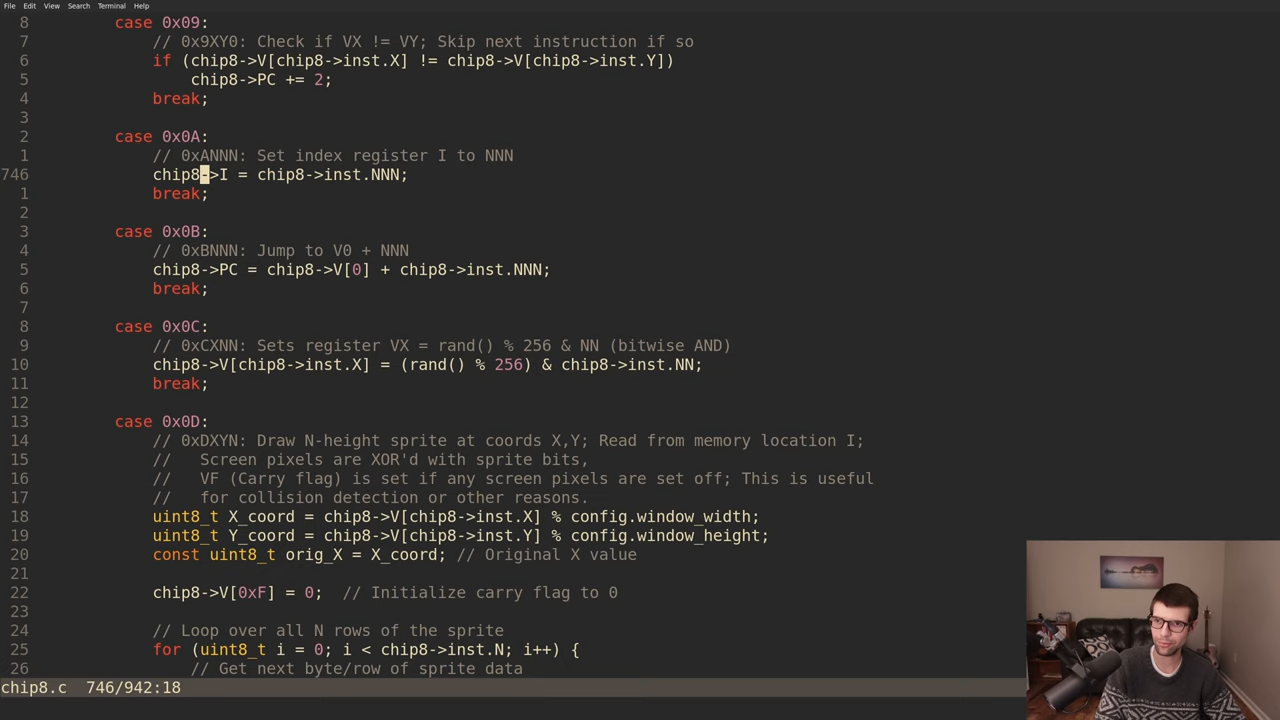 File Edit View Search Terminal Help
8 case 0x09:
7 // 0x9XY0: Check if VX != VY; Skip next instruction if so
6 if (chip8->V[chip8->inst.X] != chip8->V[chip8->inst.Y])
5 chip8->PC += 2;
4 break;
3
2 case 0x0A:
1 // 0xANNN: Set index register I to NNN
746 chip8->I = chip8->inst.NNN;
1 break;
2
3 case 0x0B:
4 // 0xBNNN: Jump to V0 + NNN
5 chip8->PC = chip8->V[0] + chip8->inst.NNN;
6 break;
7
8 case 0x0C:
9 // 0xCXNN: Sets register VX = rand() % 256 & NN (bitwise AND)
10 chip8->V[chip8->inst.X] = (rand() % 256) & chip8->inst.NN;
11 break;
12
13 case 0x0D:
14 // 0xDXYN: Draw N-height sprite at coords X,Y; Read from memory location I;
15 // Screen pixels are XOR'd with sprite bits,
16 // VF (Carry flag) is set if any screen pixels are set off; This is useful
17 // for collision detection or other reasons.
18 uint8_t X_coord = chip8->V[chip8->inst.X] % config.window_width;
19 uint8_t Y_coord = chip8->V[chip8->inst.Y] % config.window_height;
20 const uint8_t orig_X = X_coord; // Original X value
21
22 chip8->V[0xF] = 0; // Initialize carry flag to 0
23
24 // Loop over all N rows of the sprite
25 for (uint8_t i = 0; i < chip8->inst.N; i++) {
26 // Get next byte/row of sprite data
chip8.c 746/942:18